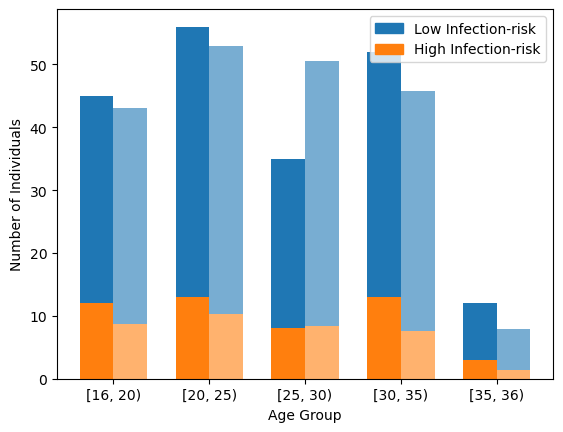 Low Infection-risk
High Infection-risk
Number of Individuals
50
40
30
20
10
0
[16, 20)
[20, 25)
[25, 30)
[30, 35)
[35, 36)
Age Group